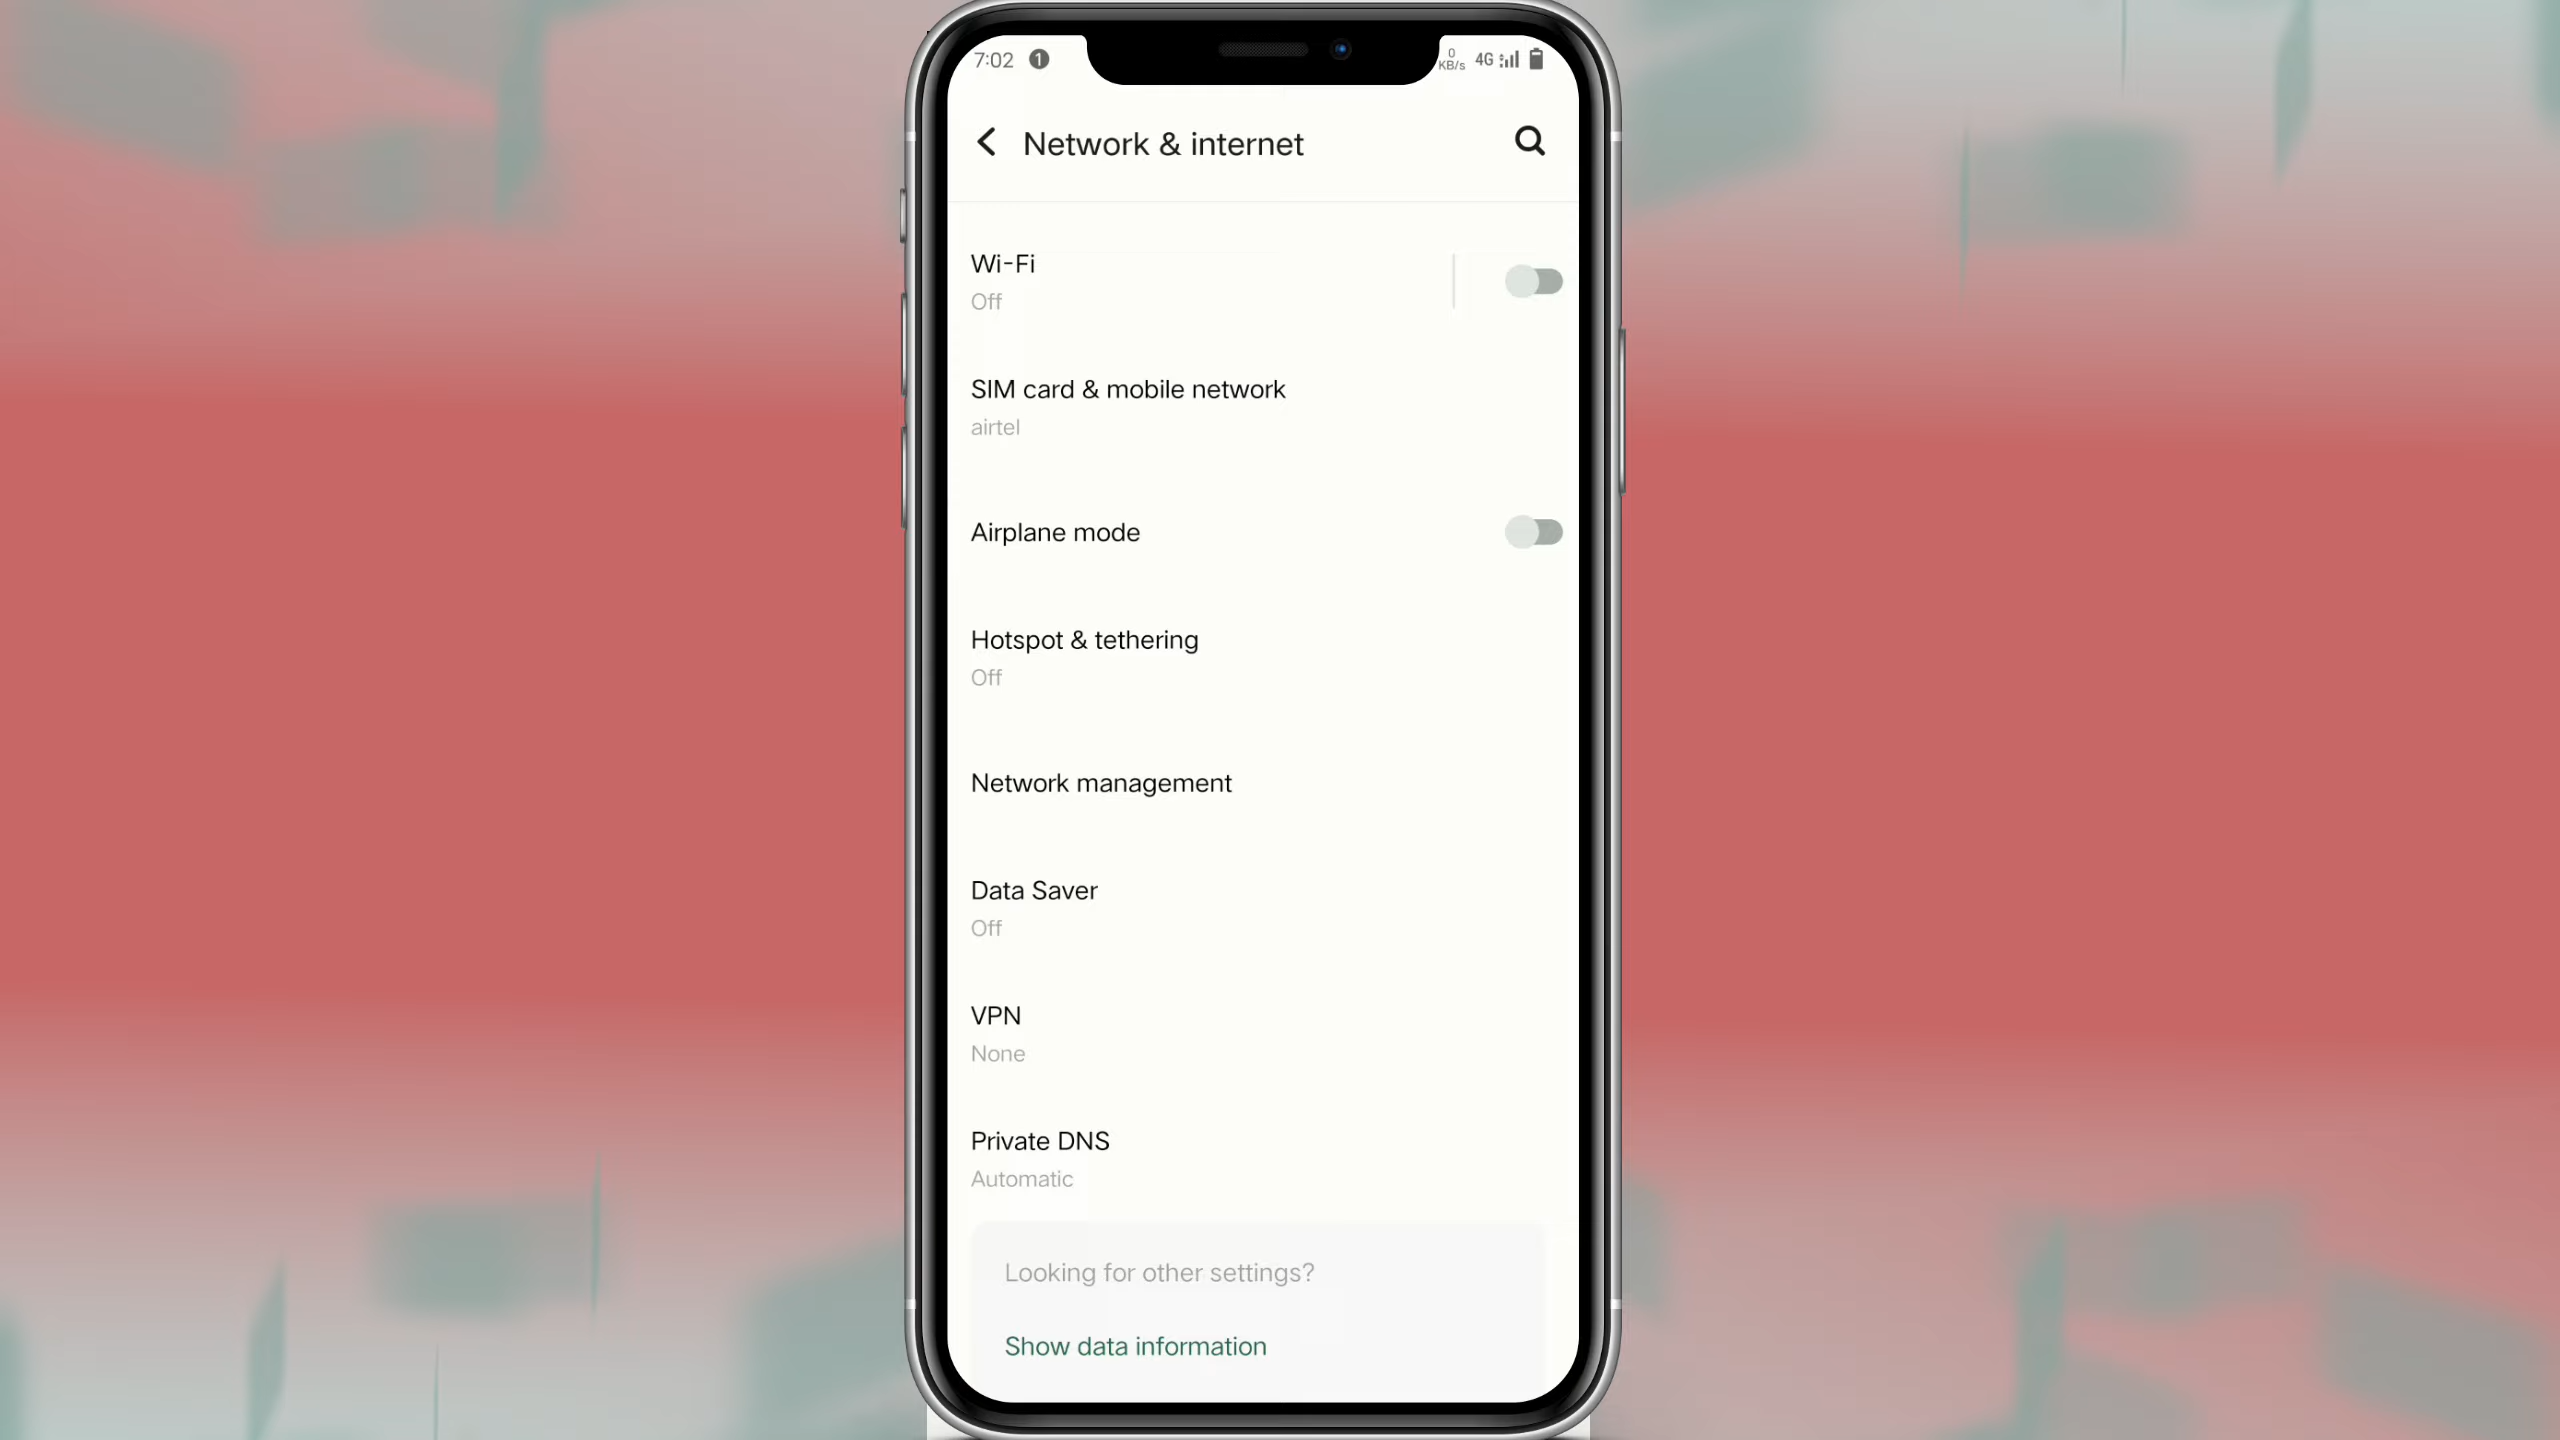 7:02 1
0
KB/s 4G
Network & internet
Wi-Fi
Off
SIM card & mobile network
airtel
Airplane mode
Hotspot & tethering
Off
Network management
Data Saver
Off
VPN
None
Private DNS
Automatic
Looking for other settings?
Show data information